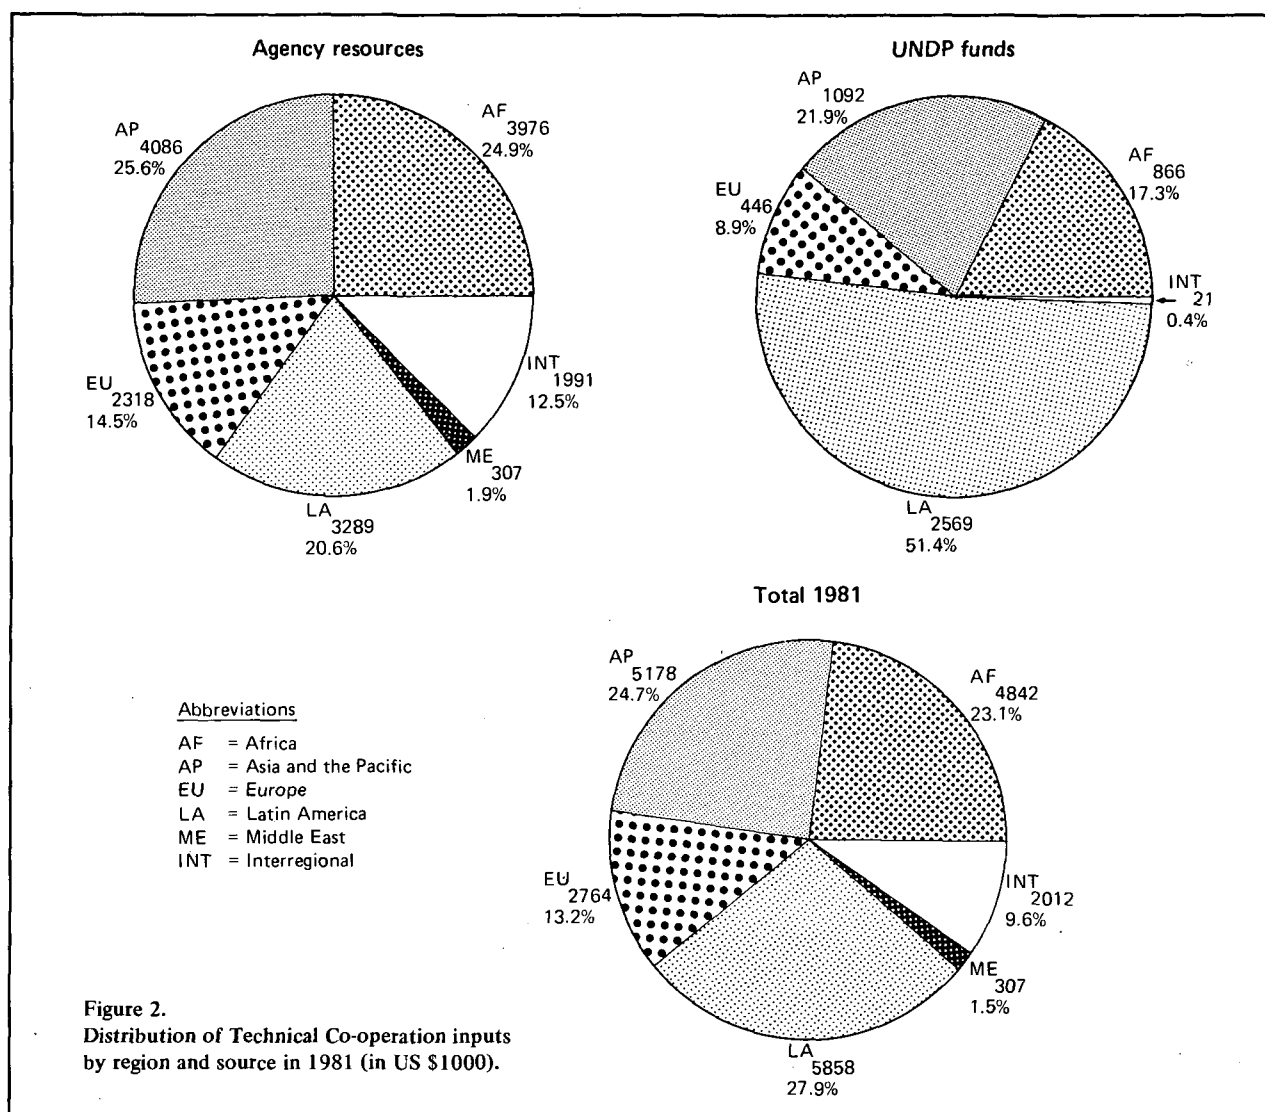 Agency resources
AP
4086
25.6%
AF
3976
24.9%
EU
2318
14.5%
INT
1991
12.5%
ME
307
1.9%
LA
3289
20.6%
UNDP funds
AP
1092
21.9%
AF
866
17.3%
EU
446
8.9%
INT
21
0.4%
LA
2569
51.4%
Total 1981
AP
5178
24.7%
AF
4842
23.1%
EU
2764
13.2%
INT
2012
9.6%
ME
307
1.5%
LA
5858
27.9%
Abbreviations
AF = Africa
AP = Asia and the Pacific
EU = Europe
LA = Latin America
ME = Middle East
INT = Interregional
Figure 2.
Distribution of Technical Co-operation inputs
by region and source in 1981 (in US $1000).